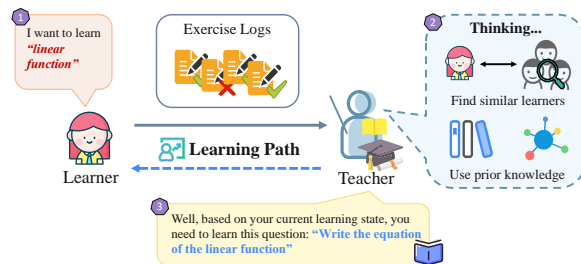 1
I want to learn
"linear
function"
Exercise Logs
Learner
Learning Path
Teacher
2
Thinking...
Find similar learners
Use prior knowledge
3
Well, based on your current learning state, you
need to learn this question: "Write the equation
of the linear function"